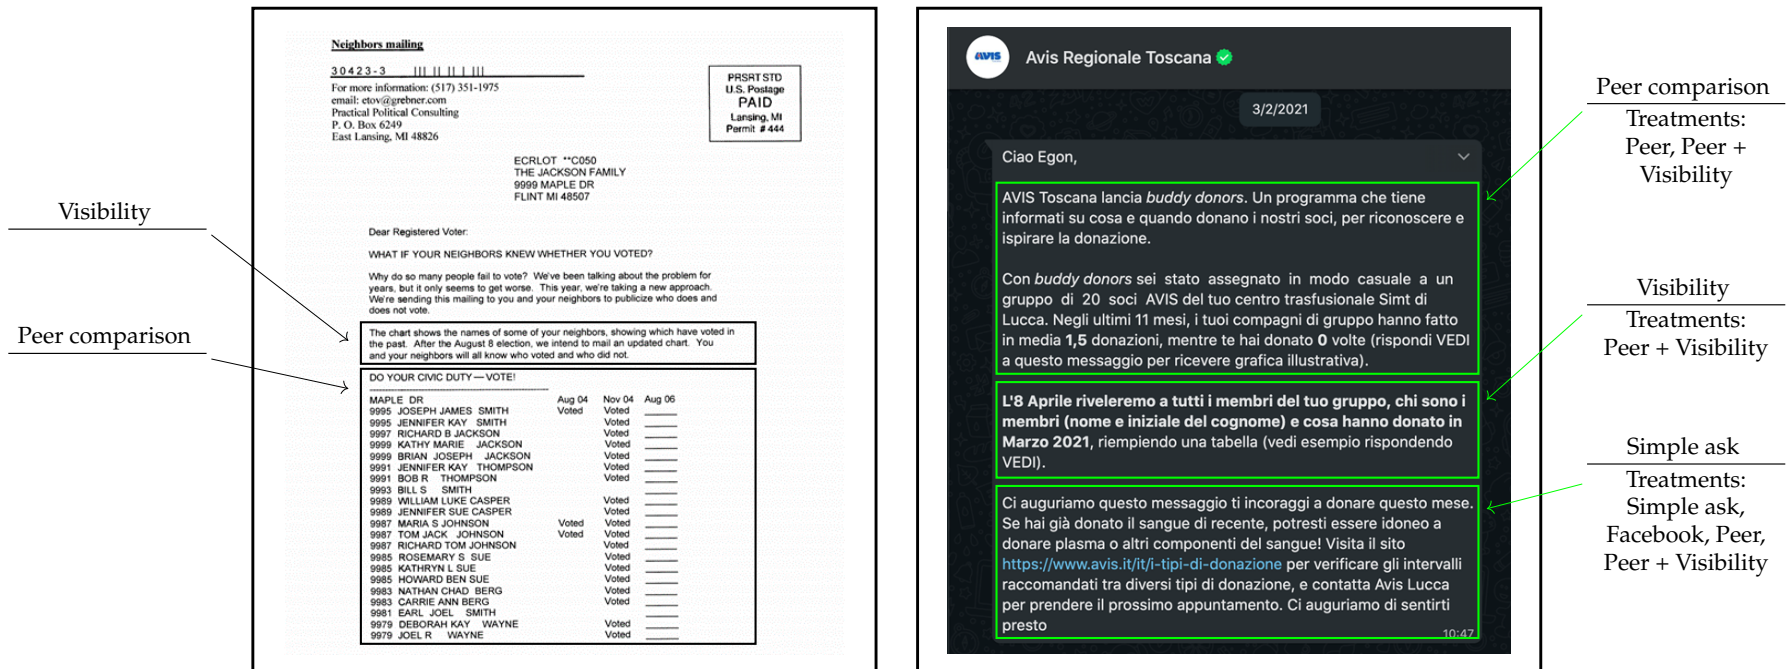 Visibility
Peer comparison
Neighbors mailing
3 0 4 2 3 - 3
For more information: (517) 351-1975
email: etov@grebner.com
Practical Political Consulting
P. O. Box 6249
East Lansing, MI 48826
PRSRT STD
U.S. Postage
PAID
Lansing, MI
Permit # 444
ECRLOT **C050
THE JACKSON FAMILY
9999 MAPLE DR
FLINT MI 48507
Dear Registered Voter:
WHAT IF YOUR NEIGHBORS KNEW WHETHER YOU VOTED?
Why do so many people fail to vote? We've been talking about the problem for
years, but it only seems to get worse. This year, we're taking a new approach.
We're sending this mailing to you and your neighbors to publicize who does and
does not vote.
The chart shows the names of some of your neighbors, showing which have voted in
the past. After the August 8 election, we intend to mail an updated chart. You
and your neighbors will all know who voted and who did not.
DO YOUR CIVIC DUTY — VOTE!
MAPLE DR Aug 04 Nov 04 Aug 06
9995 JOSEPH JAMES SMITH Voted Voted
9995 JENNIFER KAY SMITH Voted
9997 RICHARD B JACKSON Voted
9999 KATHY MARIE JACKSON Voted
9999 BRIAN JOSEPH JACKSON Voted
9991 JENNIFER KAY THOMPSON Voted
9991 BOB R THOMPSON Voted
9993 BILL S SMITH
9989 WILLIAM LUKE CASPER Voted
9989 JENNIFER SUE CASPER Voted
9987 MARIA S JOHNSON Voted Voted
9987 TOM JACK JOHNSON Voted Voted
9987 RICHARD TOM JOHNSON Voted
9985 ROSEMARY S SUE Voted
9985 KATHRYN L SUE Voted
9985 HOWARD BEN SUE Voted
9983 NATHAN CHAD BERG Voted
9983 CARRIE ANN BERG Voted
9981 EARL JOEL SMITH
9979 DEBORAH KAY WAYNE Voted
9979 JOEL R WAYNE Voted
AVIS
Avis Regionale Toscana
3/2/2021
Ciao Egon,
AVIS Toscana lancia buddy donors. Un programma che tiene
informati su cosa e quando donano i nostri soci, per riconoscere e
ispirare la donazione.
Con buddy donors sei stato assegnato in modo casuale a un
gruppo di 20 soci AVIS del tuo centro trasfusionale Simt di
Lucca. Negli ultimi 11 mesi, i tuoi compagni di gruppo hanno fatto
in media 1,5 donazioni, mentre te hai donato 0 volte (rispondi VEDI
a questo messaggio per ricevere grafica illustrativa).
L'8 Aprile riveleremo a tutti i membri del tuo gruppo, chi sono i
membri (nome e iniziale del cognome) e cosa hanno donato in
Marzo 2021, riempiendo una tabella (vedi esempio rispondendo
VEDI).
Ci auguriamo questo messaggio ti incoraggi a donare questo mese.
Se hai già donato il sangue di recente, potresti essere idoneo a
donare plasma o altri componenti del sangue! Visita il sito
https://www.avis.it/it/i-tipi-di-donazione per verificare gli intervalli
raccomandati tra diversi tipi di donazione, e contatta Avis Lucca
per prendere il prossimo appuntamento. Ci auguriamo di sentirti
presto
10:47
Peer comparison
Treatments:
Peer, Peer +
Visibility
Visibility
Treatments:
Peer + Visibility
Simple ask
Treatments:
Simple ask,
Facebook, Peer,
Peer + Visibility